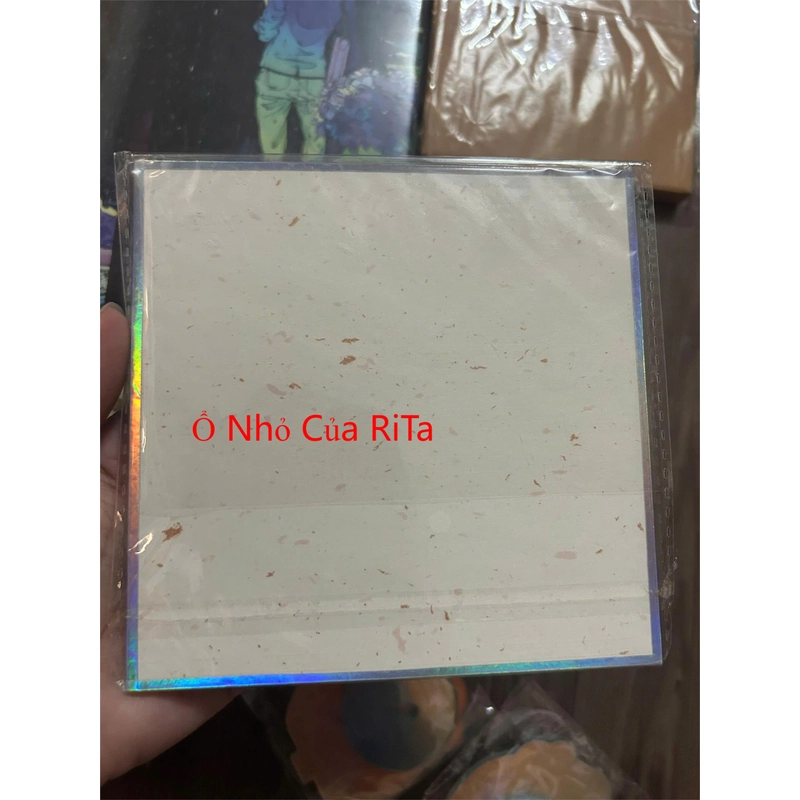 Ổ Nhỏ Của RiTa